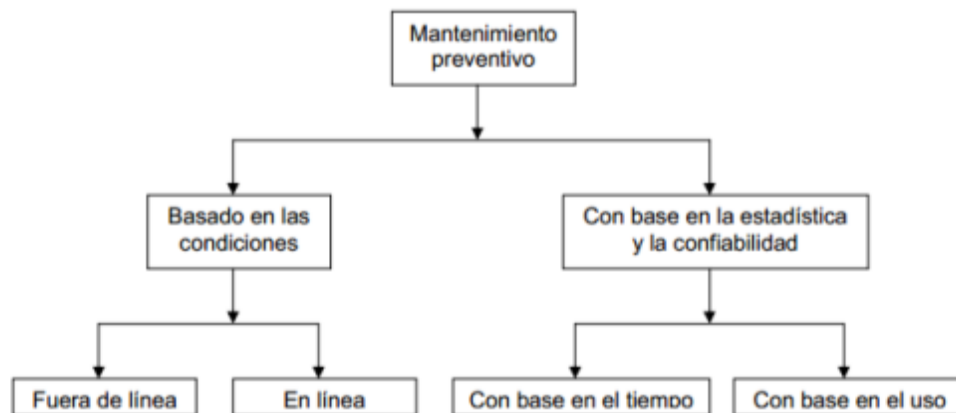 Mantenimiento
preventivo
Basado en las
condiciones
Con base en la estadística
y la confiabilidad
Fuera de línea
En línea
Con base en el tiempo
Con base en el uso